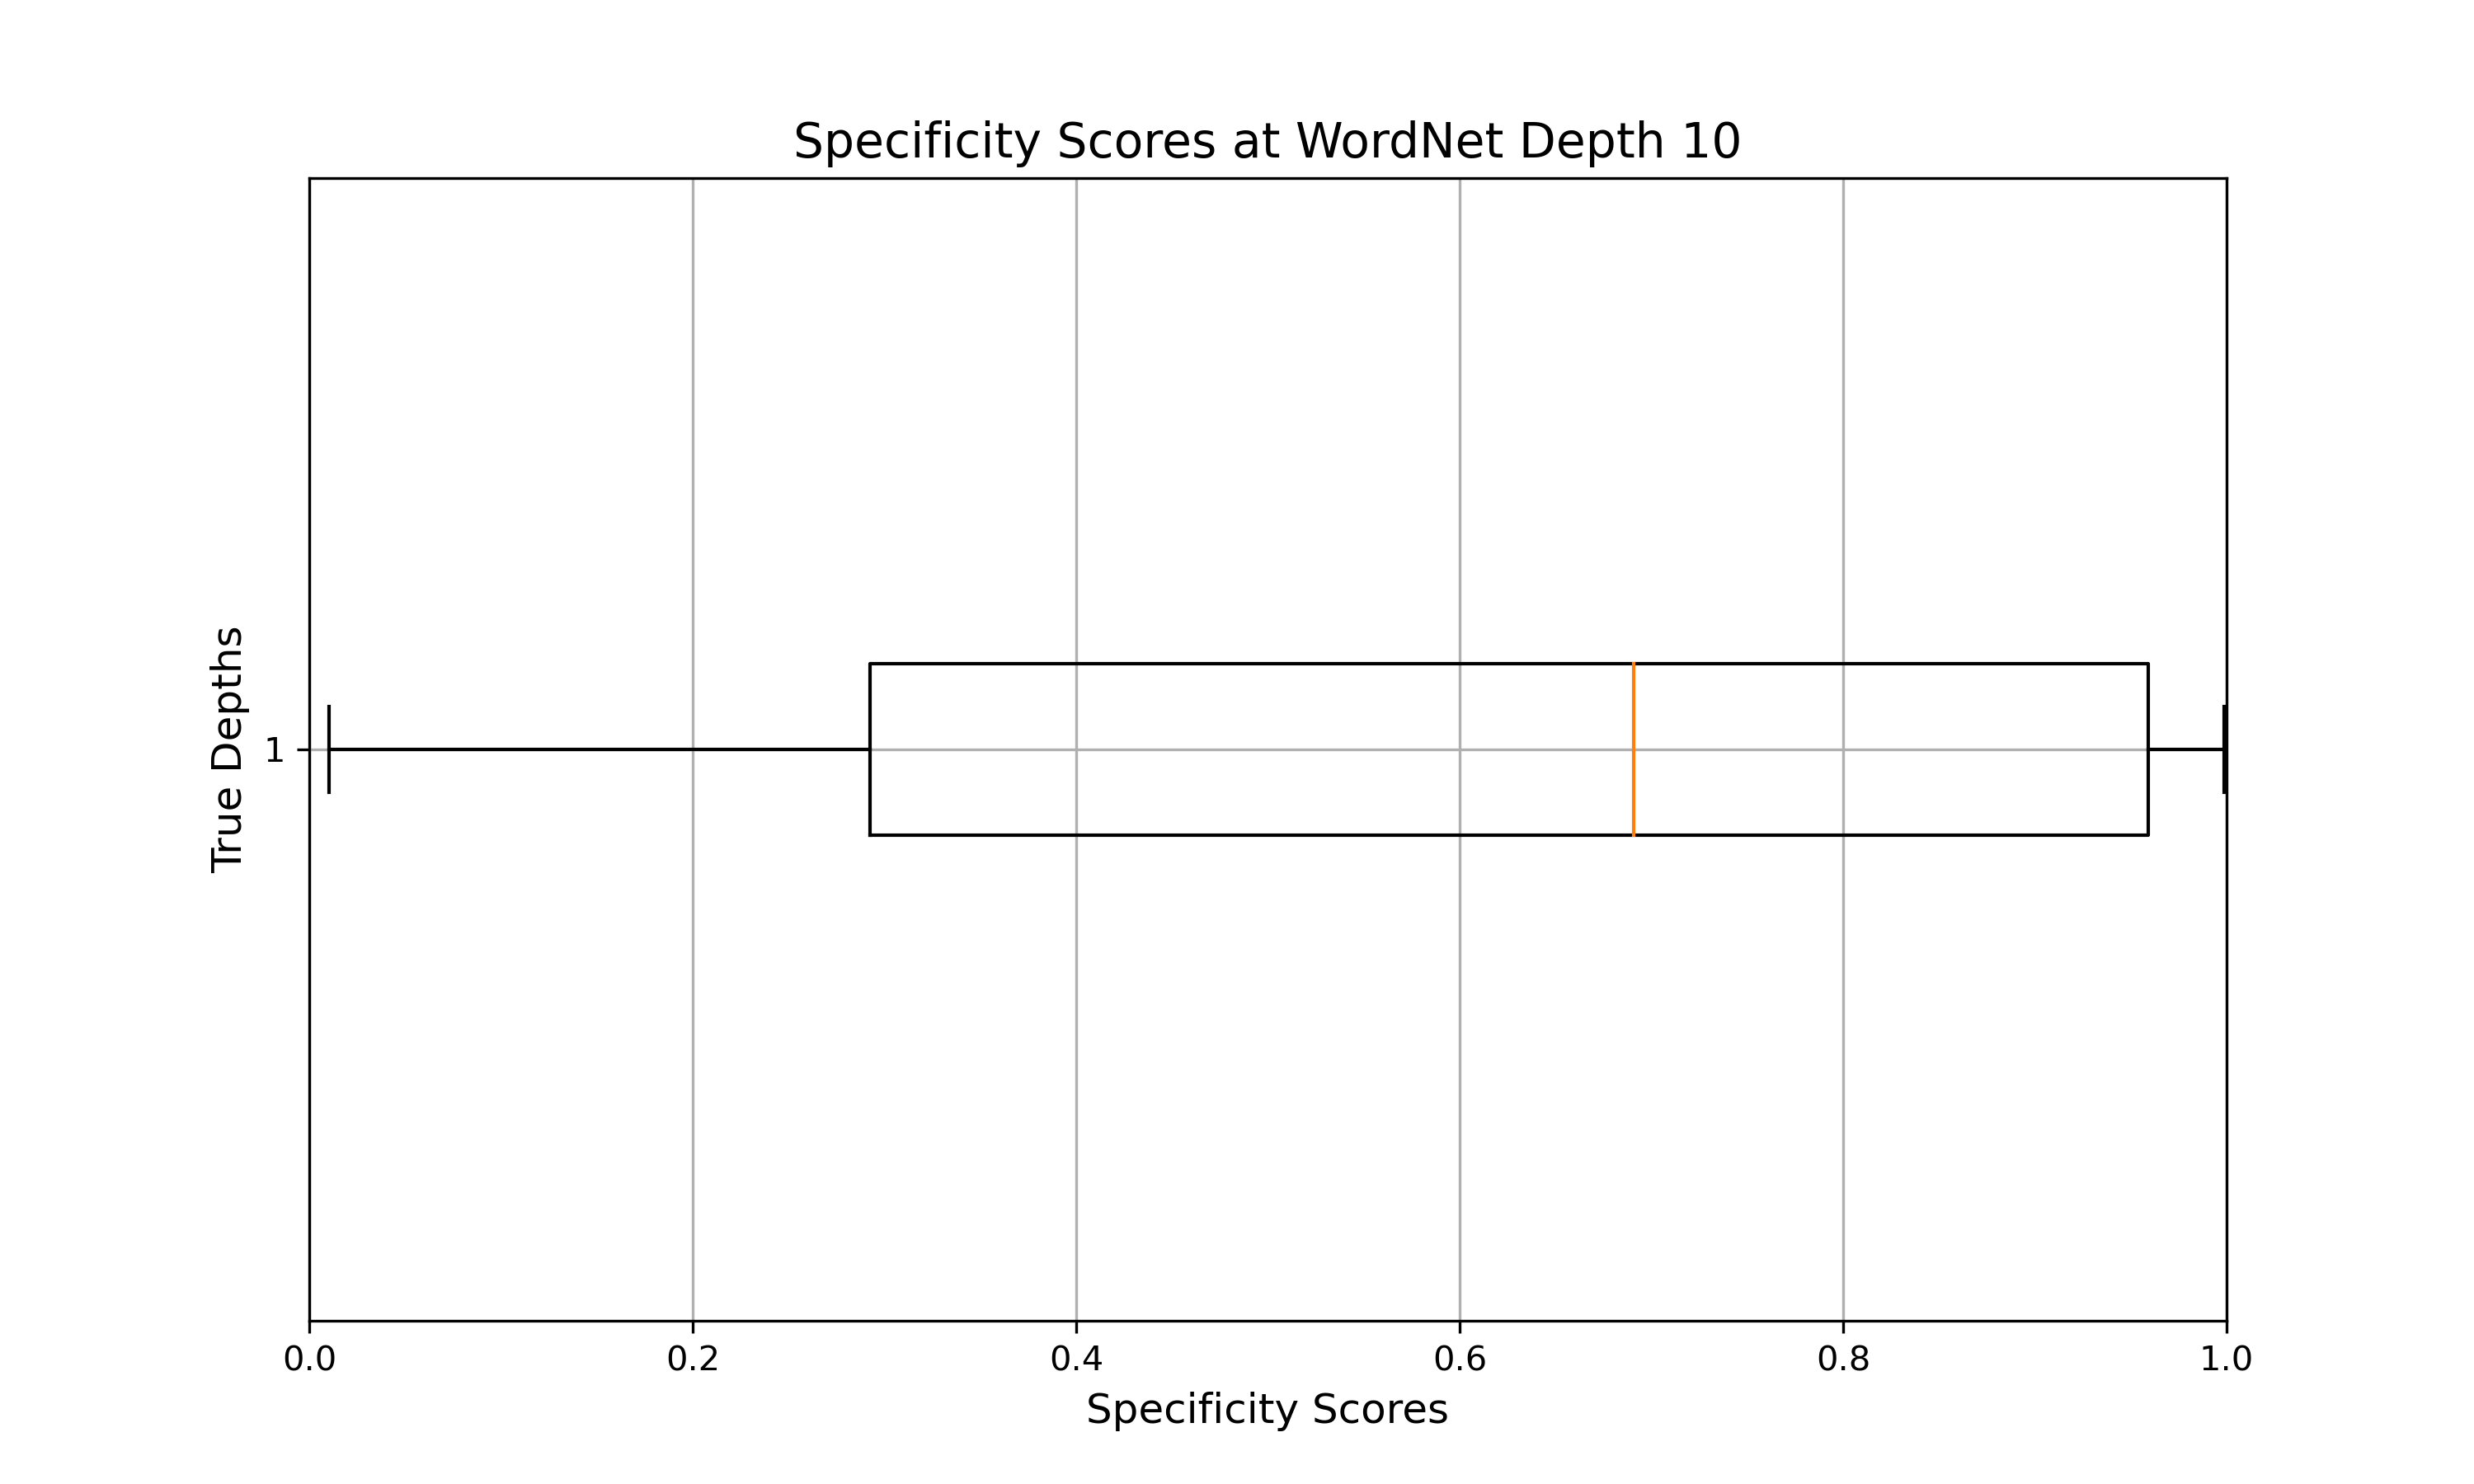 Specificity Scores at WordNet Depth 10
True Depths
1
0.0 0.2 0.4 0.6 0.8 1.0
Specificity Scores